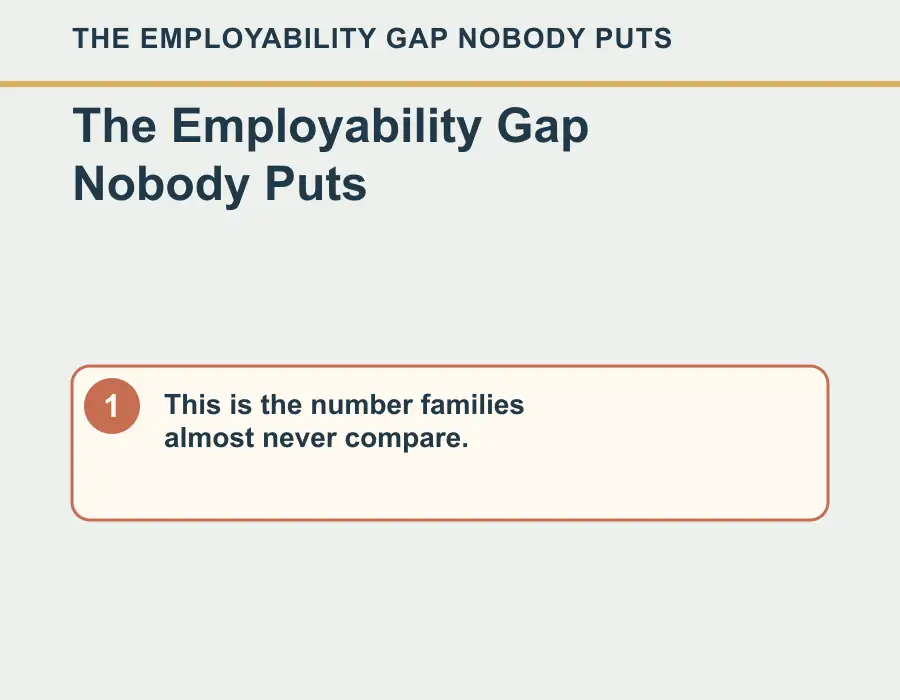 THE EMPLOYABILITY GAP NOBODY PUTS
The Employability Gap
Nobody Puts
1
This is the number families
almost never compare.